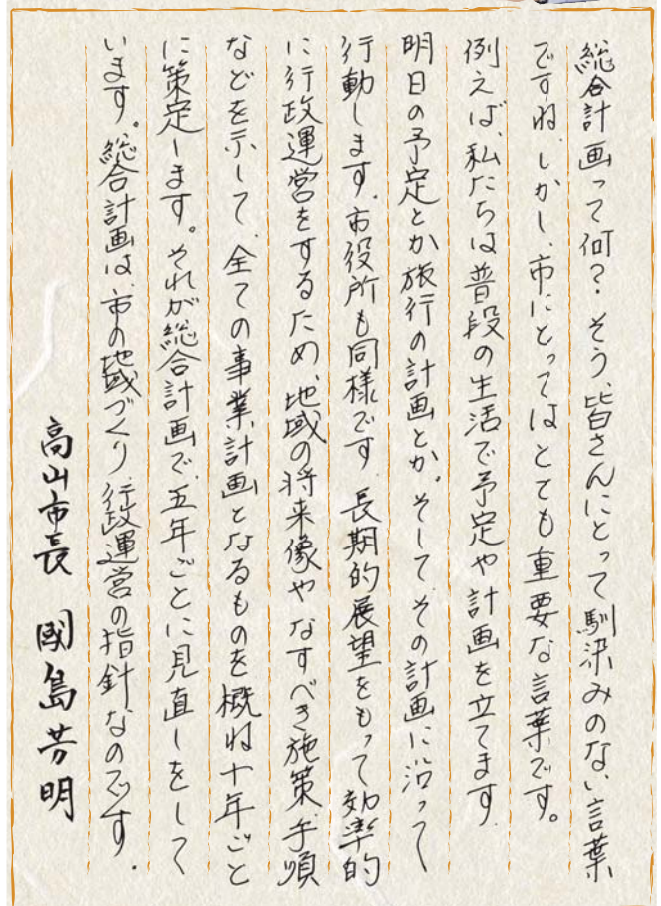 総合計画って何？そう、皆さんにとって馴染みのない言葉
ですね。しかし、市にとってはとても重要な言葉です。
例えば、私たちは普段の生活で予定や計画を立てます。
明日の予定とか旅行の計画とか。そして、その計画に沿って
行動します。市役所も同様です。長期的展望をもって効率的
に行政運営をするため、地域の将来像や なすべき施策、手順
などを示して、全ての事業、計画となるものを概ね十年ごと
に策定します。それが総合計画で、五年ごとに見直しをして
います。総合計画は、市の地域づくり、行政運営の指針なのです。
高山市長 國島芳明